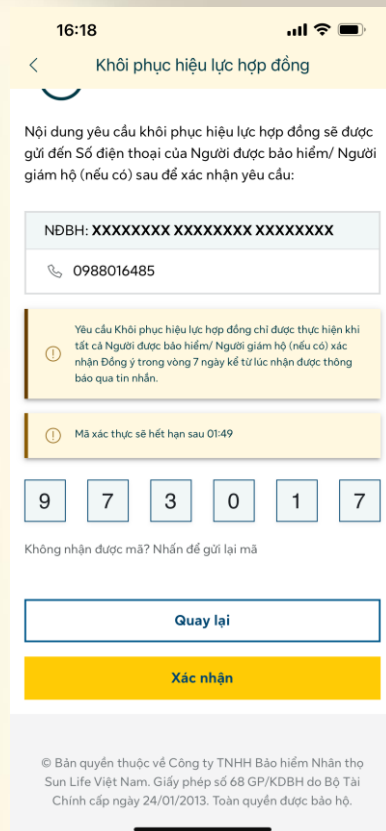 16:18
Khôi phục hiệu lực hợp đồng
Nội dung yêu cầu khôi phục hiệu lực hợp đồng sẽ được
gửi đến Số điện thoại của Người được bảo hiểm/ Người
giám hộ (nếu có) sau để xác nhận yêu cầu:
NĐBH: XXXXXXXX XXXXXXXX XXXXXXXX
0988016485
Yêu cầu Khôi phục hiệu lực hợp đồng chỉ được thực hiện khi
tất cả Người được bảo hiểm/ Người giám hộ (nếu có) xác
nhận Đồng ý trong vòng 7 ngày kể từ lúc nhận được thông
báo qua tin nhắn.
Mã xác thực sẽ hết hạn sau 01:49
9 7 3 0 1 7
Không nhận được mã? Nhấn để gửi lại mã
Quay lại
Xác nhận
© Bản quyền thuộc về Công ty TNHH Bảo hiểm Nhân thọ
Sun Life Việt Nam. Giấy phép số 68 GP/KDBH do Bộ Tài
Chính cấp ngày 24/01/2013. Toàn quyền được bảo hộ.